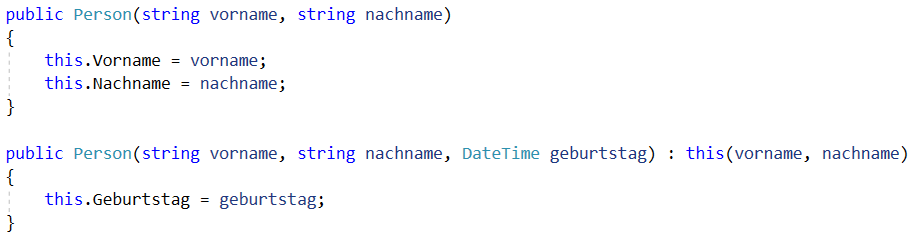 public Person(string vorname, string nachname)
{
    this.Vorname = vorname;
    this.Nachname = nachname;
}

public Person(string vorname, string nachname, DateTime geburtstag) : this(vorname, nachname)
{
    this.Geburtstag = geburtstag;
}